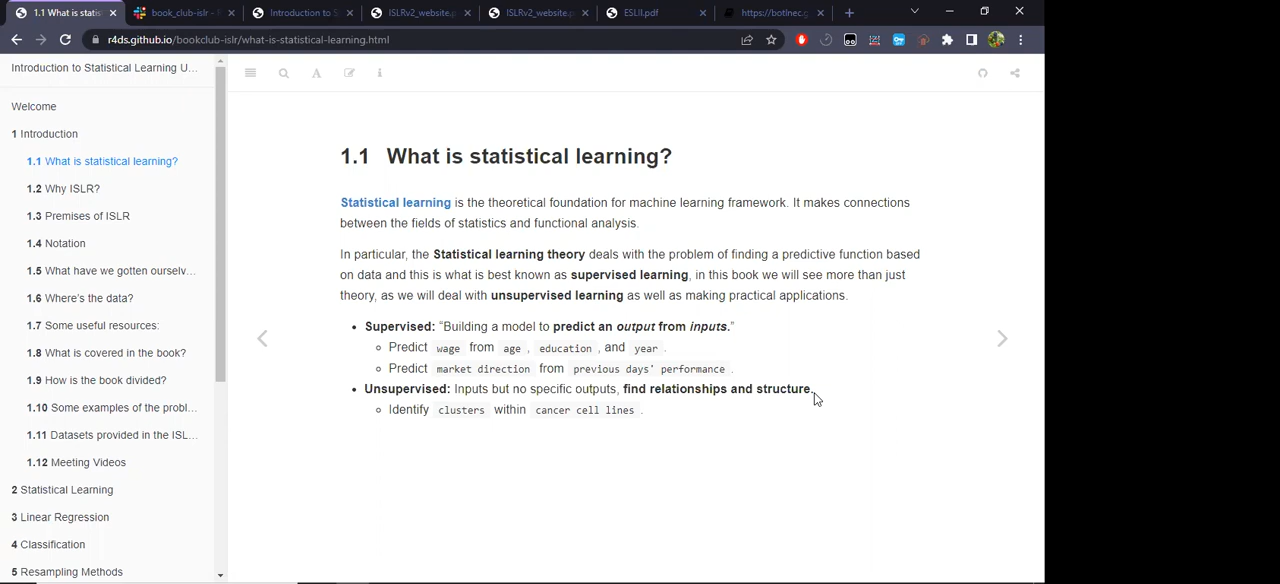 1.1 What is statis
book_club-islr -
Introduction to S
ISLRv2_website.p
ISLRv2_website.p
ESLII.pdf
https://botlnec.g
r4ds.github.io/bookclub-islr/what-is-statistical-learning.html
Introduction to Statistical Learning U...
Welcome
1 Introduction
1.1 What is statistical learning?
1.2 Why ISLR?
1.3 Premises of ISLR
1.4 Notation
1.5 What have we gotten ourselv...
1.6 Where's the data?
1.7 Some useful resources:
1.8 What is covered in the book?
1.9 How is the book divided?
1.10 Some examples of the probl...
1.11 Datasets provided in the ISL...
1.12 Meeting Videos
2 Statistical Learning
3 Linear Regression
4 Classification
5 Resampling Methods
1.1 What is statistical learning?
Statistical learning is the theoretical foundation for machine learning framework. It makes connections
between the fields of statistics and functional analysis.
In particular, the Statistical learning theory deals with the problem of finding a predictive function based
on data and this is what is best known as supervised learning, in this book we will see more than just
theory, as we will deal with unsupervised learning as well as making practical applications.
• Supervised: “Building a model to predict an output from inputs.”
◦ Predict wage from age , education , and year .
◦ Predict market direction from previous days' performance .
• Unsupervised: Inputs but no specific outputs, find relationships and structure.
◦ Identify clusters within cancer cell lines .